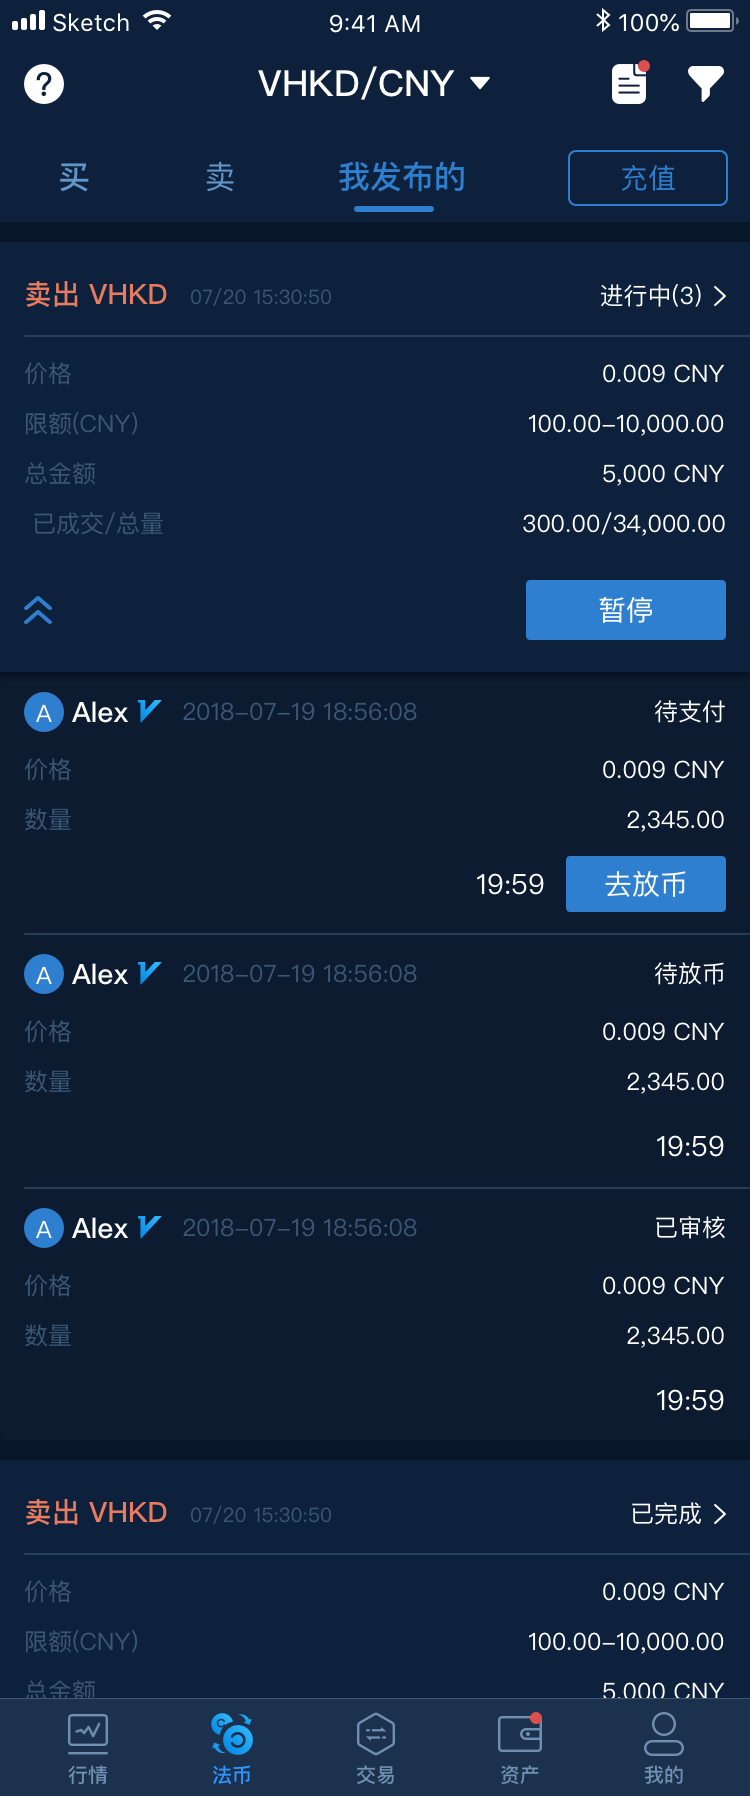 Sketch 9:41 AM 100%
? VHKD/CNY
买 卖 我发布的 充值
卖出 VHKD 07/20 15:30:50 进行中(3)
价格 0.009 CNY
限额(CNY) 100.00–10,000.00
总金额 5,000 CNY
已成交/总量 300.00/34,000.00
暂停
A Alex 2018–07–19 18:56:08 待支付
价格 0.009 CNY
数量 2,345.00
19:59 去放币
A Alex 2018–07–19 18:56:08 待放币
价格 0.009 CNY
数量 2,345.00
19:59
A Alex 2018–07–19 18:56:08 已审核
价格 0.009 CNY
数量 2,345.00
19:59
卖出 VHKD 07/20 15:30:50 已完成
价格 0.009 CNY
限额(CNY) 100.00–10,000.00
总金额 5,000 CNY
行情 法币 交易 资产 我的